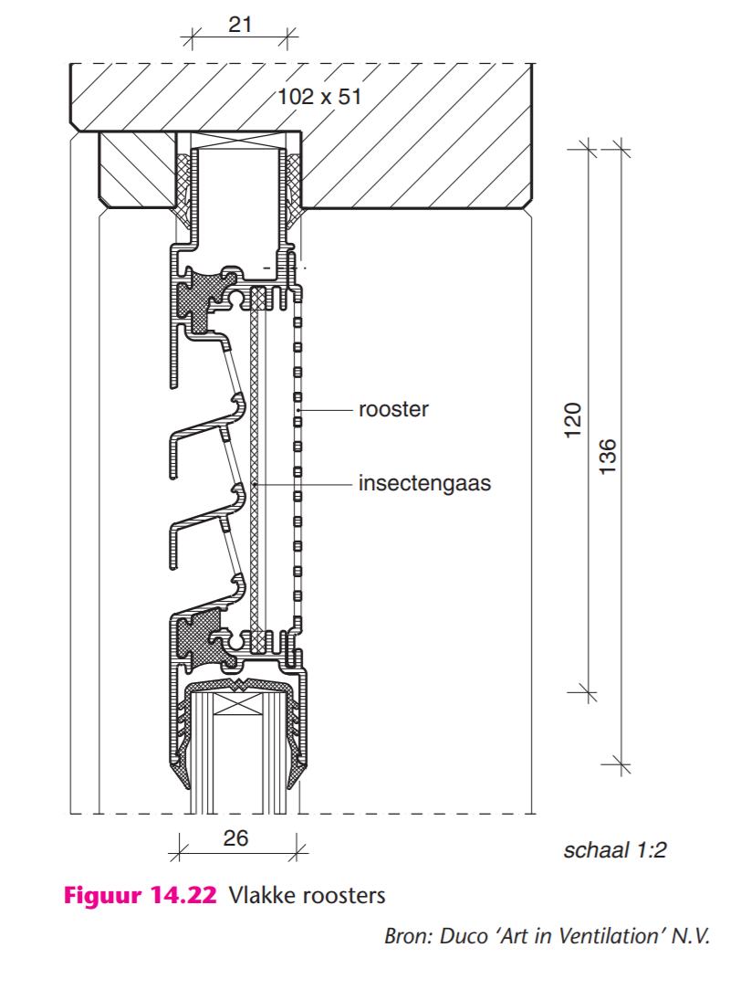 21
102 x 51
rooster
120
136
insectengaas
26
schaal 1:2
Figuur 14.22 Vlakke roosters
Bron: Duco ‘Art in Ventilation’ N.V.